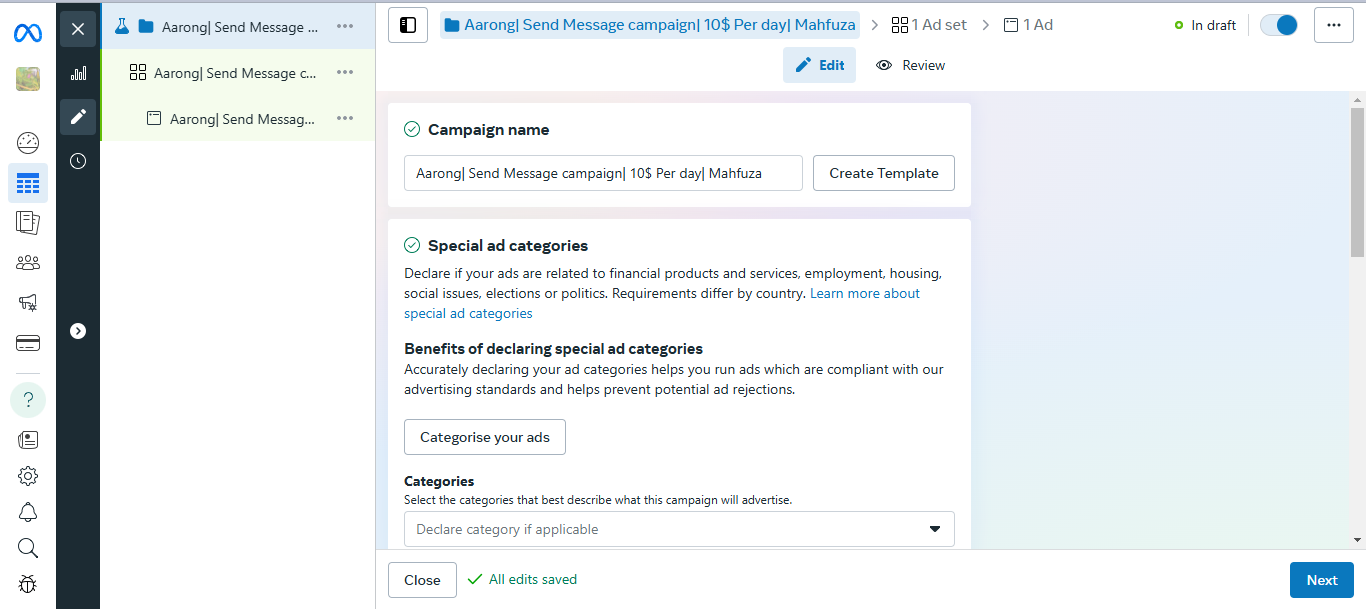 Aarong| Send Message ...
Aarong| Send Message c...
Aarong| Send Messag...
Aarong| Send Message campaign| 10$ Per day| Mahfuza
1 Ad set
1 Ad
In draft
Edit
Review
Campaign name
Aarong| Send Message campaign| 10$ Per day| Mahfuza
Create Template
Special ad categories
Declare if your ads are related to financial products and services, employment, housing,
social issues, elections or politics. Requirements differ by country. Learn more about
special ad categories
Benefits of declaring special ad categories
Accurately declaring your ad categories helps you run ads which are compliant with our
advertising standards and helps prevent potential ad rejections.
Categorise your ads
Categories
Select the categories that best describe what this campaign will advertise.
Declare category if applicable
Close
All edits saved
Next